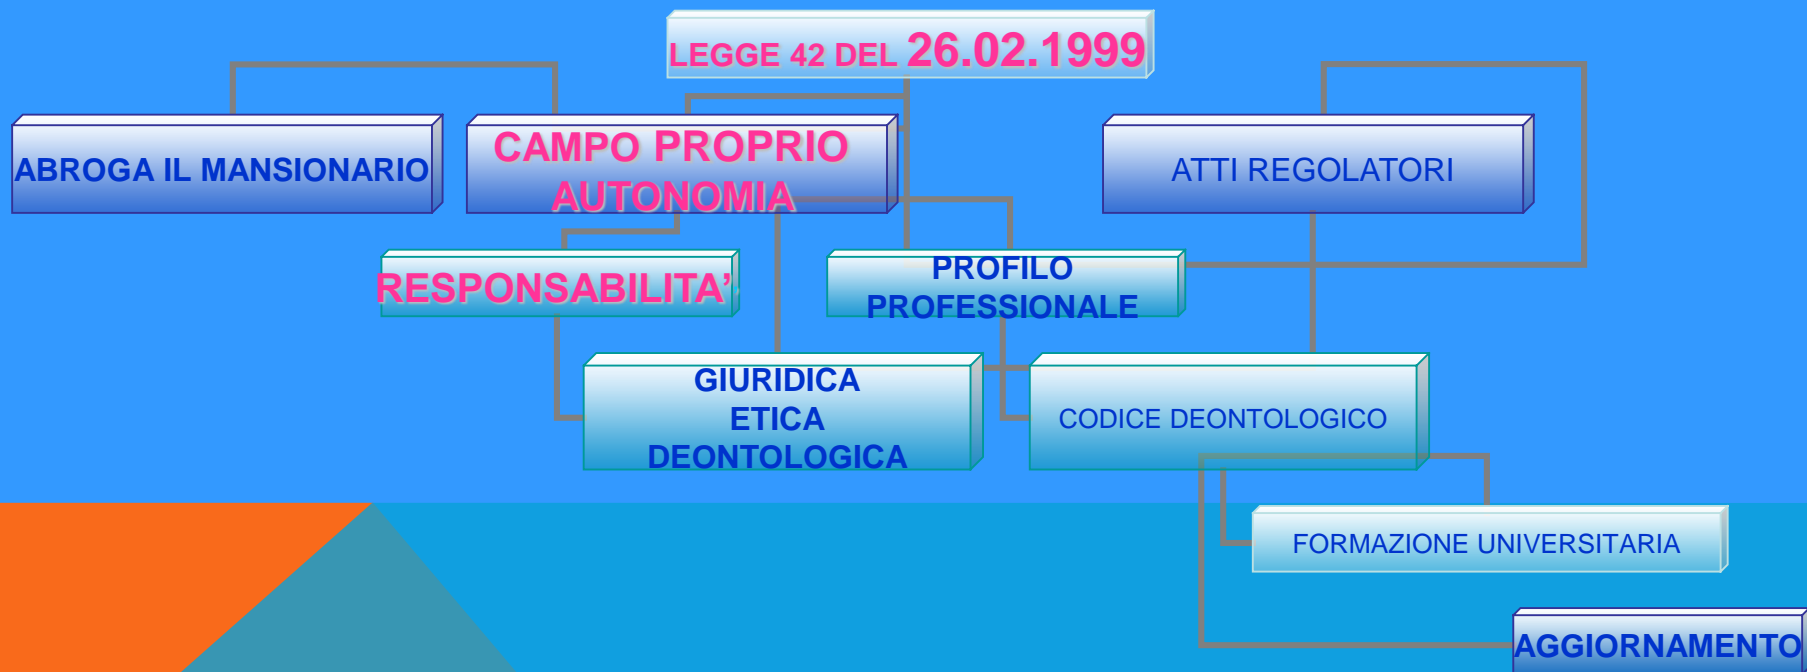 LEGGE 42 DEL 26.02.1999
ABROGA IL MANSIONARIO
CAMPO PROPRIO
AUTONOMIA
ATTI REGOLATORI
RESPONSABILITA’
PROFILO
PROFESSIONALE
GIURIDICA
ETICA
DEONTOLOGICA
CODICE DEONTOLOGICO
FORMAZIONE UNIVERSITARIA
AGGIORNAMENTO